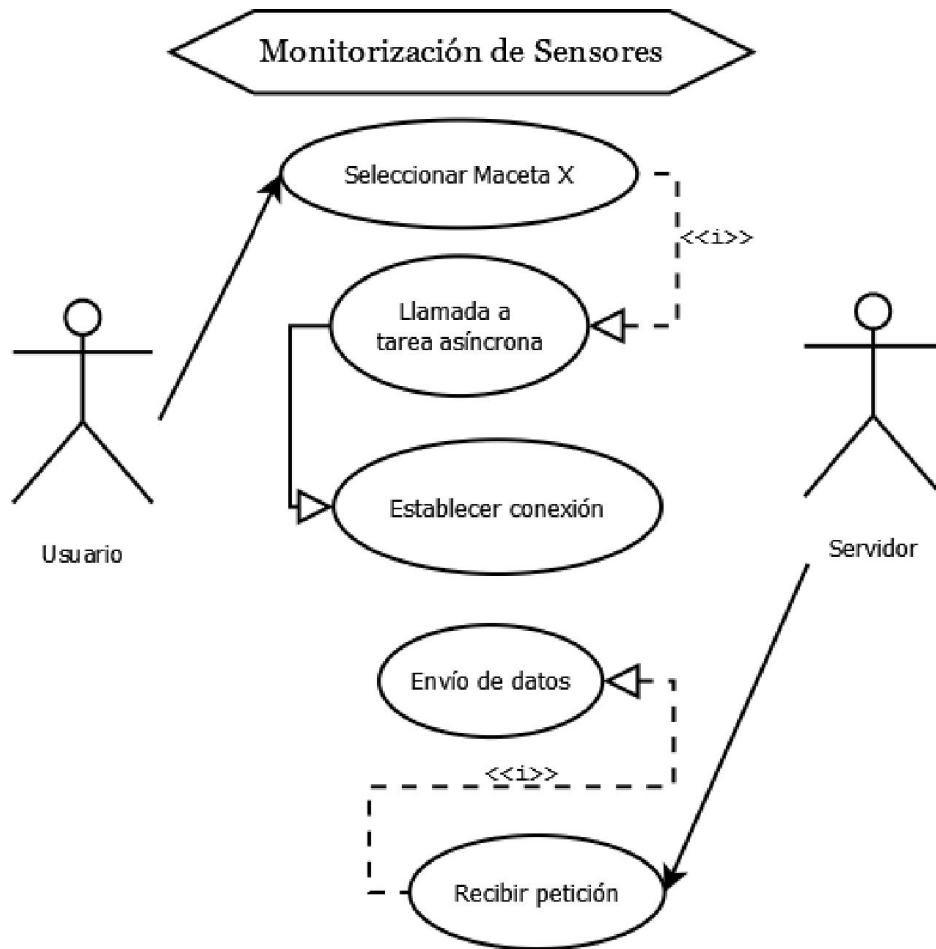 Monitorización de Sensores
Seleccionar Maceta X
<<i>>
Llamada a
tarea asíncrona
Establecer conexión
Usuario
Servidor
Envío de datos
<<i>>
Recibir petición